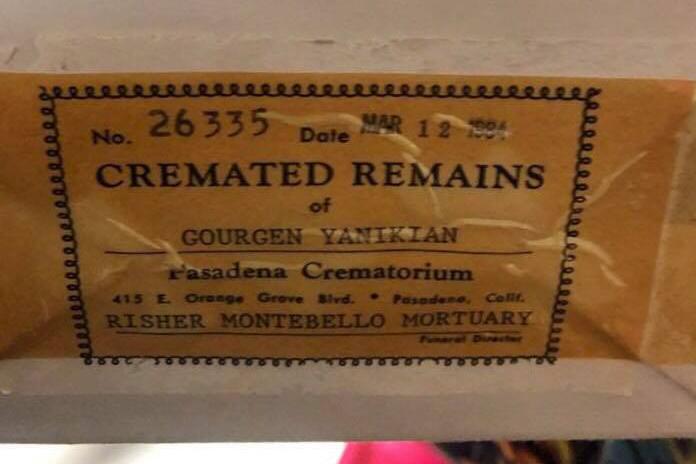 No. 26335 Date MAR 12 1984
CREMATED REMAINS
of
GOURGEN YANIKIAN
Pasadena Crematorium
415 E. Orange Grove Blvd. • Pasadena, Calif.
RISHER MONTEBELLO MORTUARY
Funeral Director